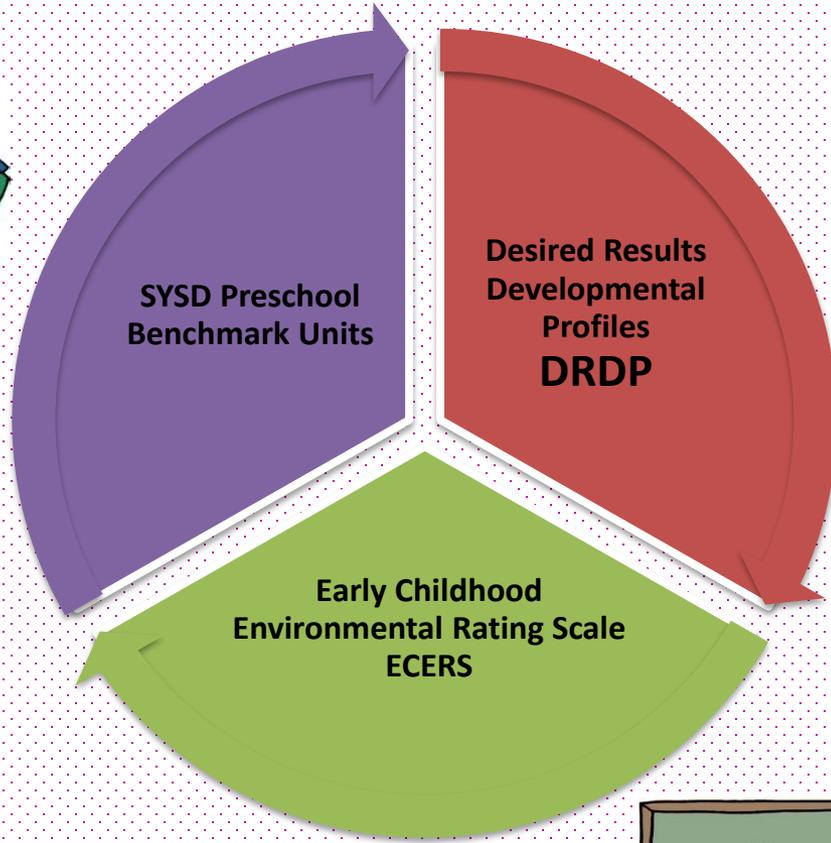 SYSD Preschool
Benchmark Units
Desired Results
Developmental
Profiles
DRDP
Early Childhood
Environmental Rating Scale
ECERS